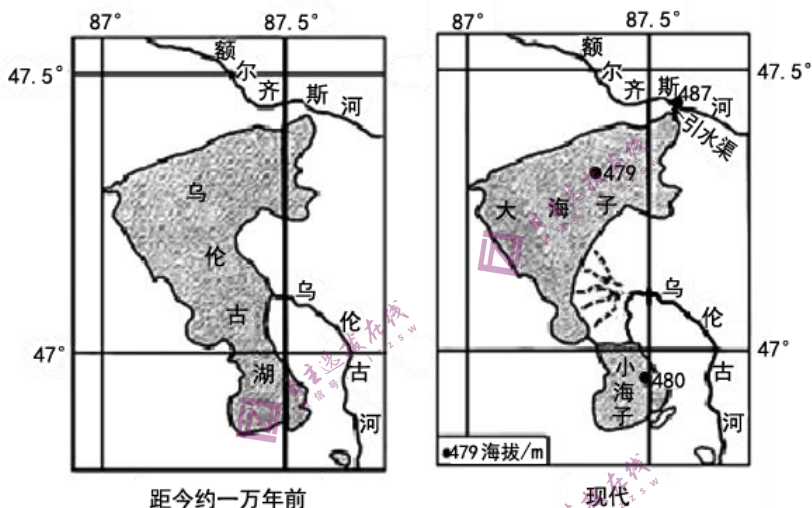 87° 87.5°
47.5°
额尔齐斯河
乌伦古湖
乌伦古河
47°
距今约一万年前
87° 87.5°
47.5°
额尔齐斯河
487
引水渠
479
大海子
乌伦古河
47°
小海子
480
479 海拔/m
现代